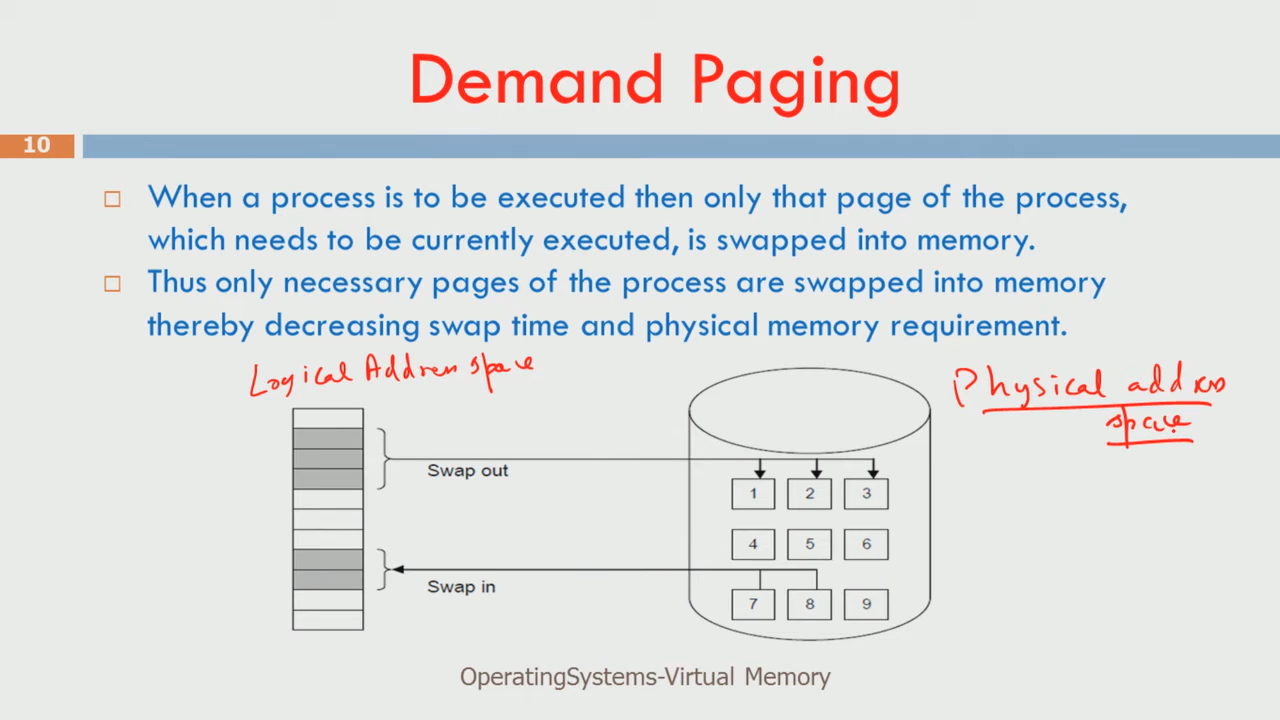 Demand Paging
10
When a process is to be executed then only that page of the process,
which needs to be currently executed, is swapped into memory.
Thus only necessary pages of the process are swapped into memory
thereby decreasing swap time and physical memory requirement.
Logical Address space
Physical address
space
Swap out
1 2 3
4 5 6
Swap in
7 8 9
OperatingSystems-Virtual Memory